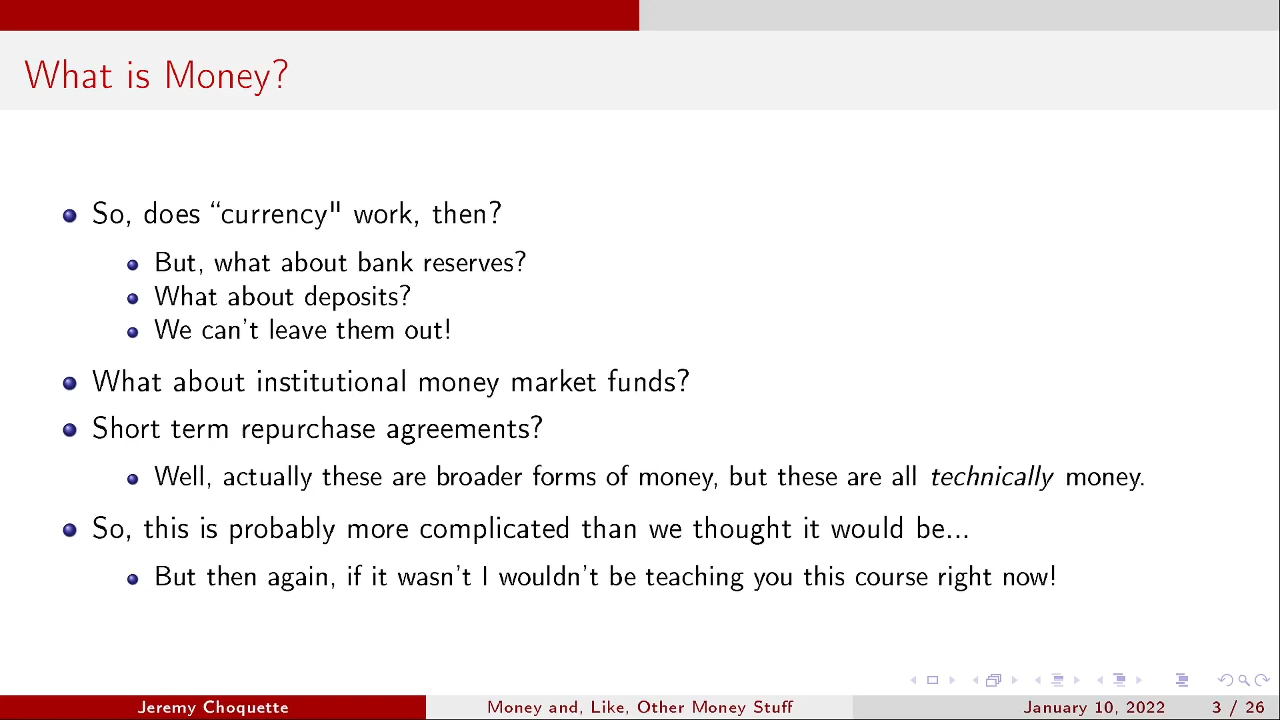 What is Money?
So, does “currency" work, then?
But, what about bank reserves?
What about deposits?
We can't leave them out!
What about institutional money market funds?
Short term repurchase agreements?
Well, actually these are broader forms of money, but these are all technically money.
So, this is probably more complicated than we thought it would be...
But then again, if it wasn't I wouldn't be teaching you this course right now!
Jeremy Choquette
Money and, Like, Other Money Stuff
January 10, 2022
3 / 26